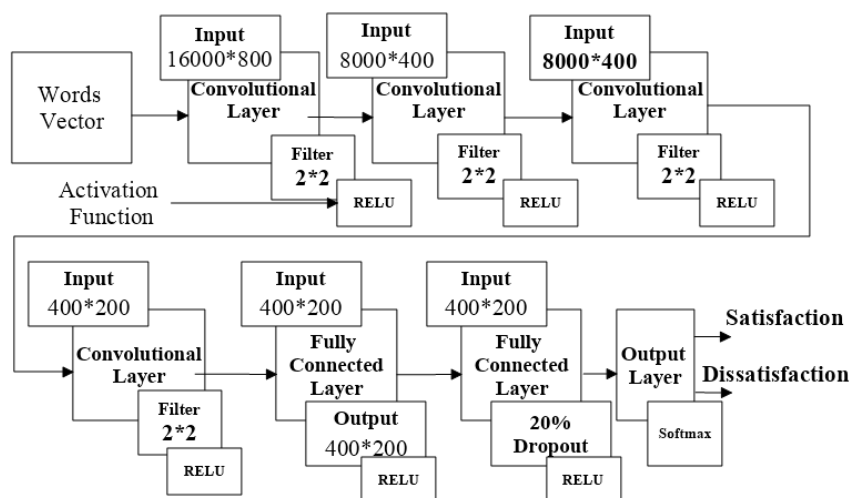 Words
Vector
Input
16000*800
Convolutional
Layer
Filter
2*2
RELU
Input
8000*400
Convolutional
Layer
Filter
2*2
RELU
Input
8000*400
Convolutional
Layer
Filter
2*2
RELU
Activation
Function
Input
400*200
Convolutional
Layer
Filter
2*2
RELU
Input
400*200
Fully
Connected
Layer
Output
400*200
RELU
Input
400*200
Fully
Connected
Layer
20%
Dropout
RELU
Output
Layer
Softmax
Satisfaction
Dissatisfaction